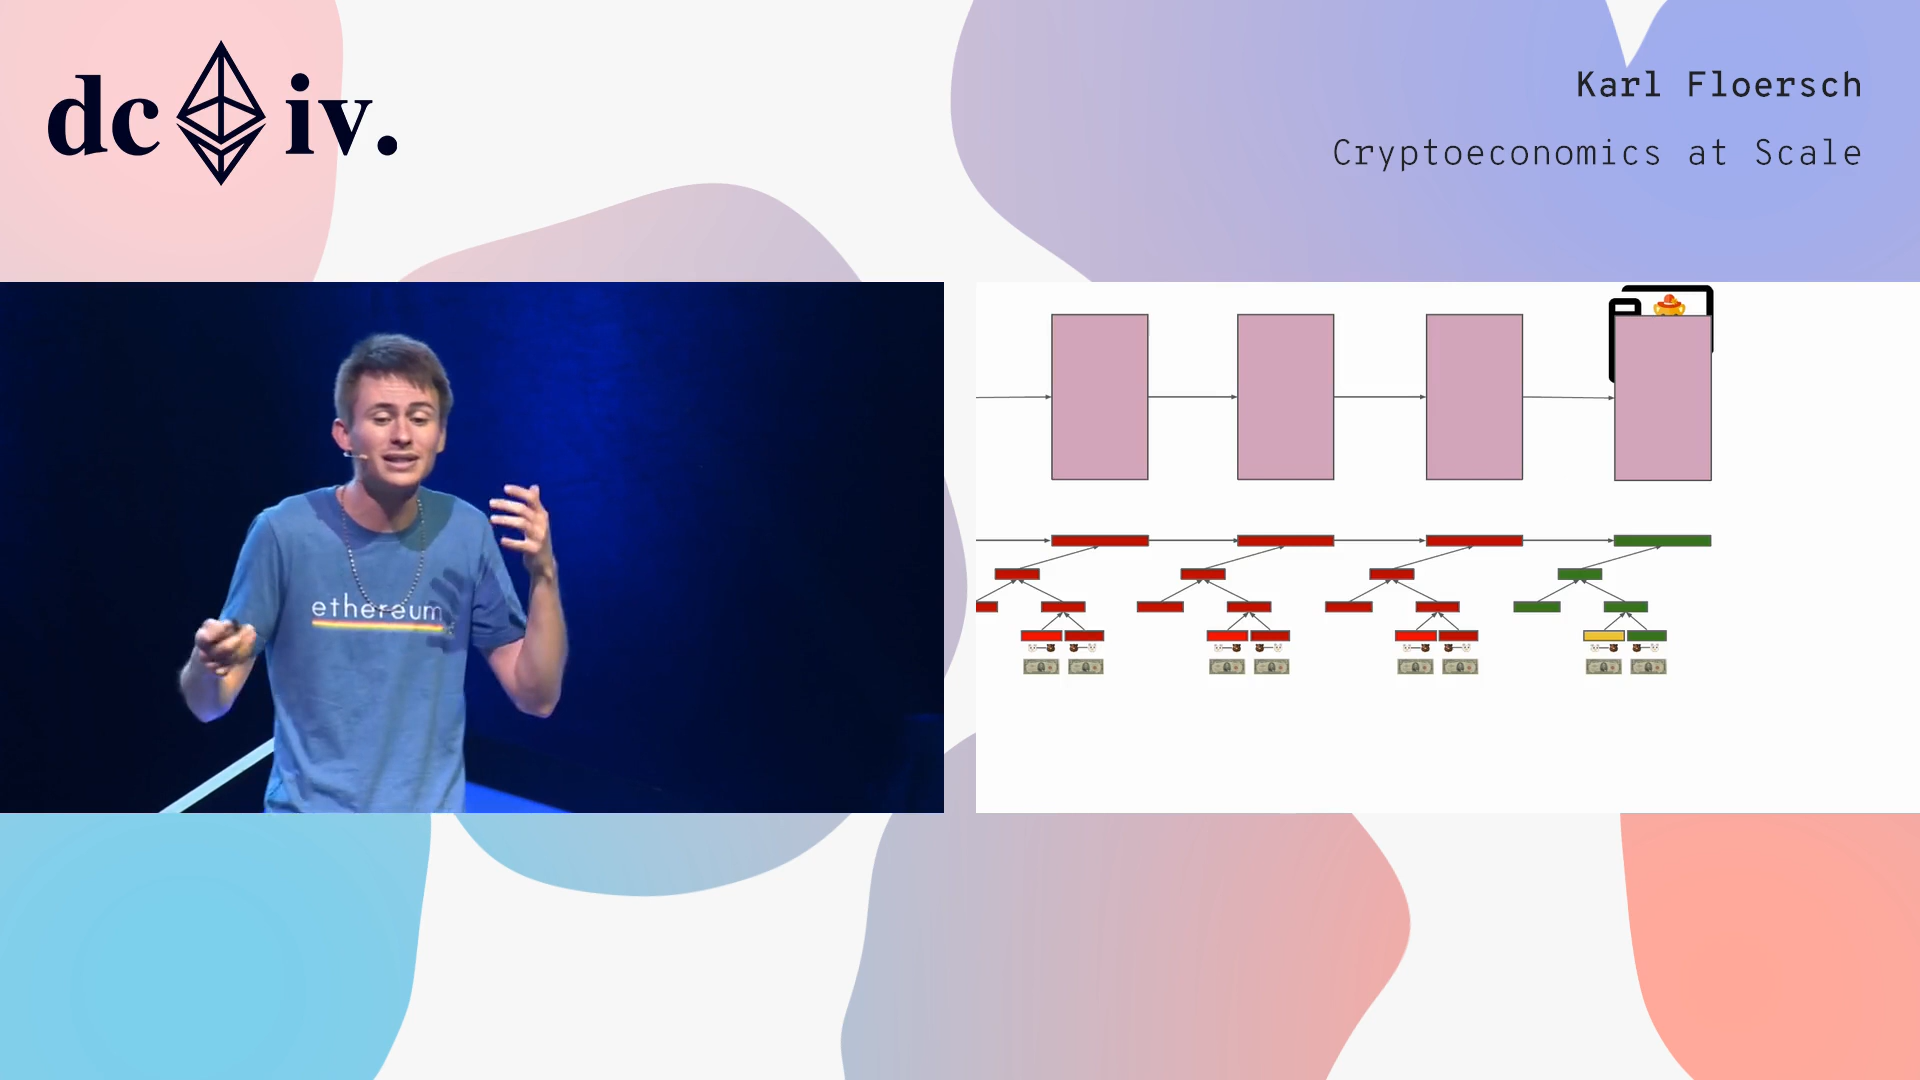 dc iv.
Karl Floersch
Cryptoeconomics at Scale
ethereum